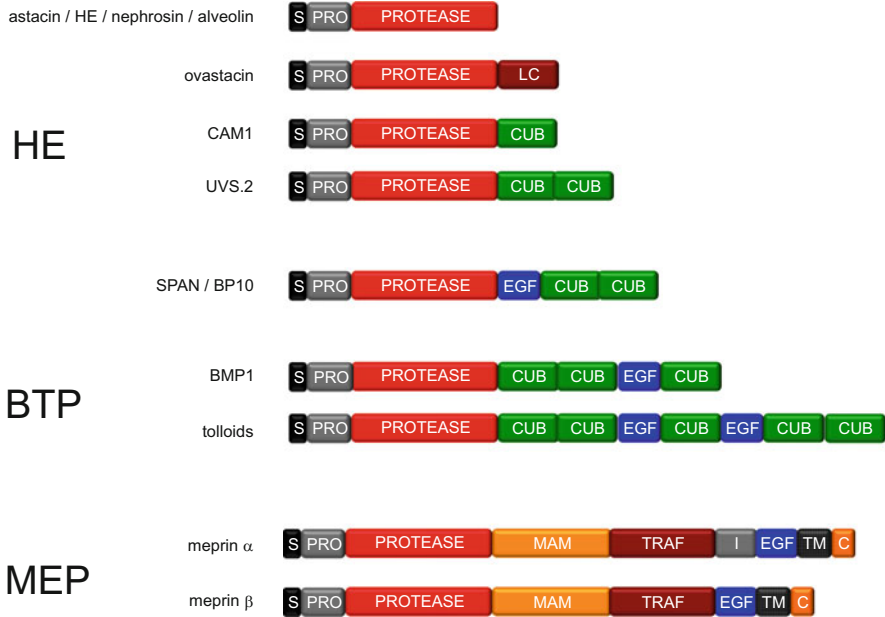 astacin / HE / nephrosin / alveolin S PRO PROTEASE
ovastacin S PRO PROTEASE LC
HE
CAM1 S PRO PROTEASE CUB
UVS.2 S PRO PROTEASE CUB CUB
SPAN / BP10 S PRO PROTEASE EGF CUB CUB
BTP
BMP1 S PRO PROTEASE CUB CUB EGF CUB
tolloids S PRO PROTEASE CUB CUB EGF CUB EGF CUB CUB
MEP
meprin α S PRO PROTEASE MAM TRAF I EGF TM C
meprin β S PRO PROTEASE MAM TRAF EGF TM C